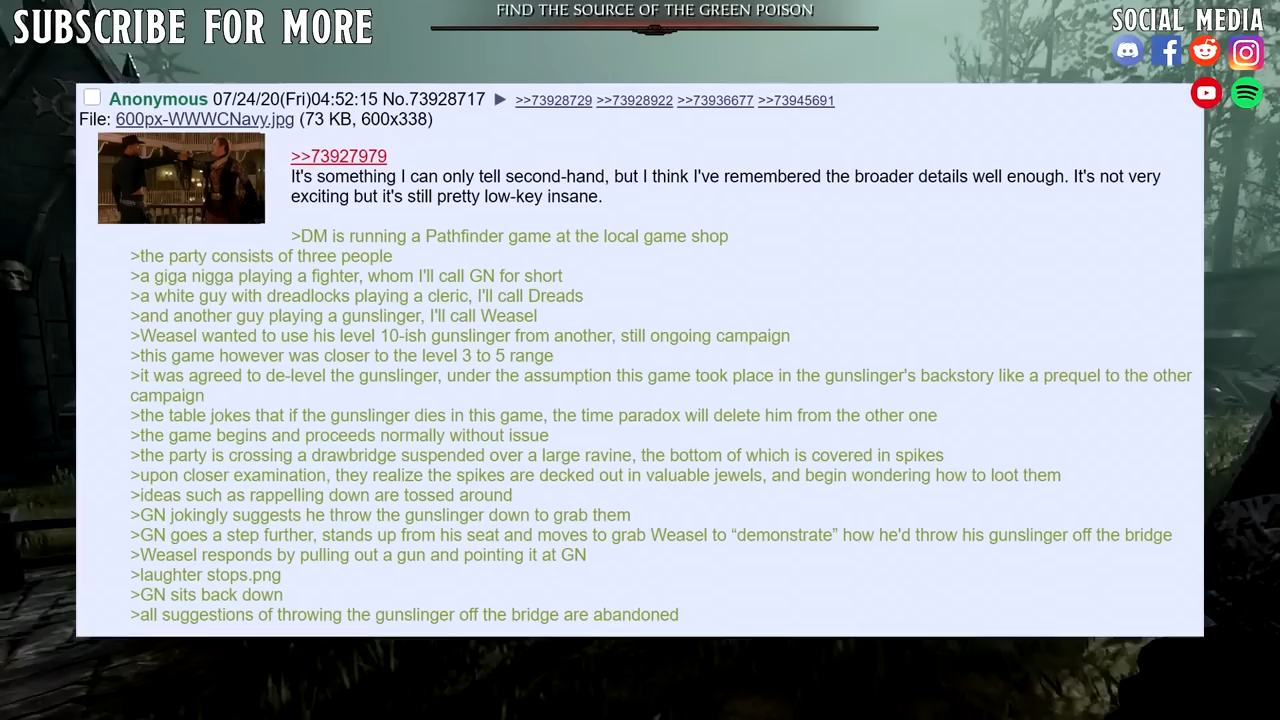 FIND THE SOURCE OF THE GREEN POISON
SUBSCRIBE FOR MORE
SOCIAL MEDIA
Anonymous 07/24/20(Fri)04:52:15 No.73928717 ▶ >>73928729 >>73928922 >>73936677 >>73945691
File: 600px-WWWCNavy.jpg (73 KB, 600x338)
>>73927979
It's something I can only tell second-hand, but I think I've remembered the broader details well enough. It's not very
exciting but it's still pretty low-key insane.
>DM is running a Pathfinder game at the local game shop
>the party consists of three people
>a giga nigga playing a fighter, whom I'll call GN for short
>a white guy with dreadlocks playing a cleric, I'll call Dreads
>and another guy playing a gunslinger, I'll call Weasel
>Weasel wanted to use his level 10-ish gunslinger from another, still ongoing campaign
>this game however was closer to the level 3 to 5 range
>it was agreed to de-level the gunslinger, under the assumption this game took place in the gunslinger's backstory like a prequel to the other
campaign
>the table jokes that if the gunslinger dies in this game, the time paradox will delete him from the other one
>the game begins and proceeds normally without issue
>the party is crossing a drawbridge suspended over a large ravine, the bottom of which is covered in spikes
>upon closer examination, they realize the spikes are decked out in valuable jewels, and begin wondering how to loot them
>ideas such as rappelling down are tossed around
>GN jokingly suggests he throw the gunslinger down to grab them
>GN goes a step further, stands up from his seat and moves to grab Weasel to “demonstrate” how he'd throw his gunslinger off the bridge
>Weasel responds by pulling out a gun and pointing it at GN
>laughter stops.png
>GN sits back down
>all suggestions of throwing the gunslinger off the bridge are abandoned